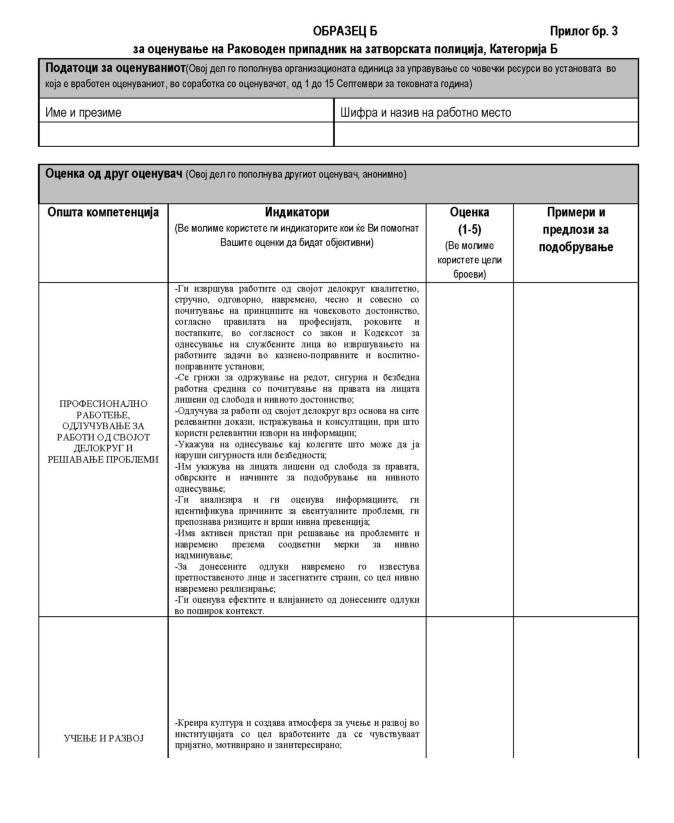 ОБРАЗЕЦ Б
Прилог бр. 3
за оценување на Раководен припадник на затворската полиција, Категорија Б
Податоци за оценуваниот(Овој дел го пополнува организационата единица за управување со човечки ресурси во установата во
која е вработен оценуваниот, во соработка со оценувачот, од 1 до 15 Септември за тековната година)
Име и презиме
Шифра и назив на работно место
Оценка од друг оценувач (Овој дел го пополнува другиот оценувач, анонимно)
Општа компетенција
Индикатори
(Ве молиме користете ги индикаторите кои ќе Ви помогнат
Вашите оценки да бидат објективни)
Оценка
(1-5)
(Ве молиме
користете цели
броеви)
Примери и
предлози за
подобрување
ПРОФЕСИОНАЛНО
РАБОТЕЊЕ,
ОДЛУЧУВАЊЕ ЗА
РАБОТИ ОД СВОЈОТ
ДЕЛОКРУГ И
РЕШАВАЊЕ ПРОБЛЕМИ
-Ги извршува работите од својот делокруг квалитетно,
стручно, одговорно, навремено, чесно и совесно со
почитување на принципите на човековото достоинство,
согласно правилата на професијата, роковите и
постапките, во согласност со закон и Кодексот за
однесување на службените лица во извршувањето на
работните задачи во казнено-поправните и воспитно-
поправните установи;
-Се грижи за одржување на редот, сигурна и безбедна
работна средина со почитување на правата на лицата
лишени од слобода и нивното достоинство;
-Одлучува за работи од својот делокруг врз основа на сите
релевантни докази, истражувања и консултации, при што
користи релевантни извори на информации;
-Укажува на однесување кај колегите што може да ја
наруши сигурноста или безбедноста;
-Им укажува на лицата лишени од слобода за правата,
обврските и начините за подобрување на нивното
однесување;
-Ги анализира и ги оценува информациите, ги
идентификува причините за евентуалните проблеми, ги
препознава ризиците и врши нивна превенција;
-Има активен пристап при решавање на проблемите и
навремено презема соодветни мерки за нивно
надминување;
-За донесените одлуки навремено го известува
претпоставеното лице и засегнатите страни, со цел нивно
навремено реализирање;
-Ги оценува ефектите и влијанието од донесените одлуки
во поширок контекст.
УЧЕЊЕ И РАЗВОЈ
-Креира култура и создава атмосфера за учење и развој во
институцијата со цел вработените да се чувствуваат
пријатно, мотивирано и заинтересирано;